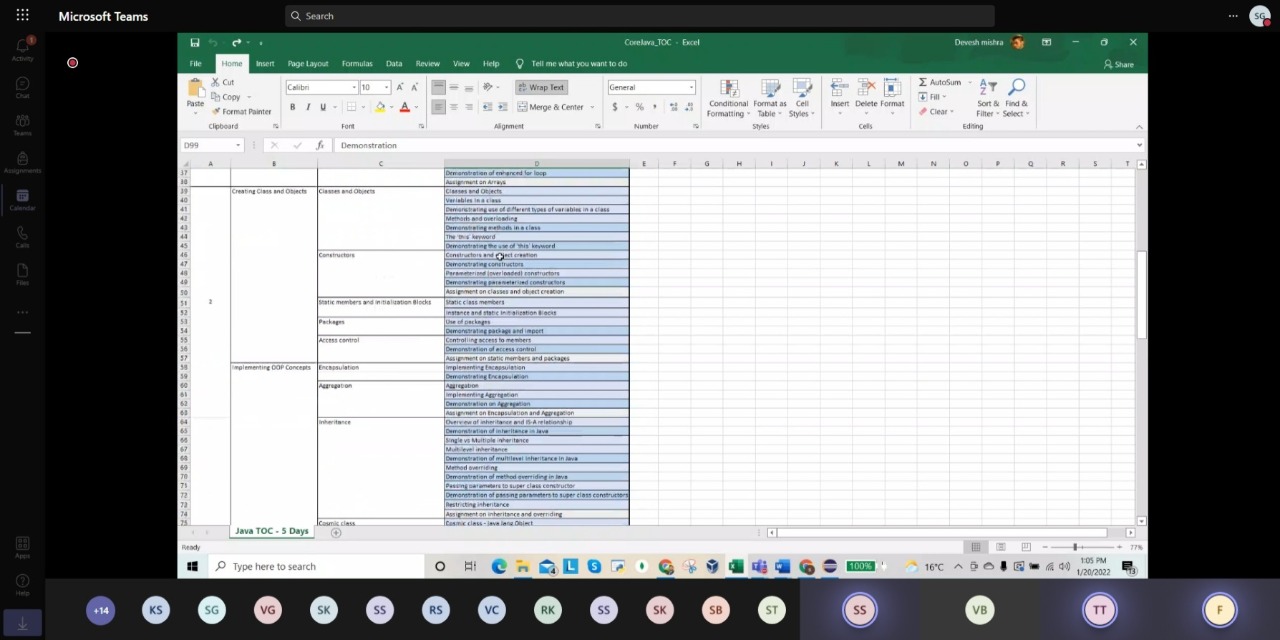 Microsoft Teams
Search
SG
Activity
Chat
Teams
Assignments
Calendar
Calls
Files
Apps
Help
CoreJava_TOC - Excel
Devesh mishra
File Home Insert Page Layout Formulas Data Review View Help Tell me what you want to do
Share
Paste
Cut
Copy
Format Painter
Clipboard
Calibri 10
B I U
Font
Wrap Text
Merge & Center
Alignment
General
$ % ,
Number
Conditional Formatting
Format as Table
Cell Styles
Styles
Insert Delete Format
Cells
AutoSum
Fill
Clear
Sort & Filter
Find & Select
Editing
D99 fx Demonstration
A B C D E F G H I J K L M N O P Q R S T
37 Demonstration of enhanced for loop
38 Assignment on Arrays
39 Creating Class and Objects Classes and Objects Classes and Objects
40 Variables in a class
41 Demonstrating use of different types of variables in a class
42 Methods and overloading
43 Demonstrating methods in a class
44 The 'this' keyword
45 Demonstrating the use of 'this' keyword
46 Constructors Constructors and object creation
47 Demonstrating constructors
48 Parameterized (overloaded) constructors
49 Demonstrating parameterized constructors
50 Assignment on classes and object creation
51 2 Static members and Initialization Blocks Static class members
52 Instance and static Initialization Blocks
53 Packages Use of packages
54 Demonstrating package and import
55 Access control Controlling access to members
56 Demonstration of access control
57 Assignment on static members and packages
58 Implementing OOP Concepts Encapsulation Implementing Encapsulation
59 Demonstrating Encapsulation
60 Aggregation Aggregation
61 Implementing Aggregation
62 Demonstration on Aggregation
63 Assignment on Encapsulation and Aggregation
64 Inheritance Overview of Inheritance and IS-A relationship
65 Demonstration of inheritance in Java
66 Single vs Multiple inheritance
67 Multilevel inheritance
68 Demonstration of multilevel inheritance in Java
69 Method overriding
70 Demonstration of method overriding in Java
71 Passing parameters to super class constructor
72 Demonstration of passing parameters to super class constructors
73 Restricting inheritance
74 Assignment on inheritance and overriding
75 Cosmic class Cosmic class - java.lang.Object
Java TOC - 5 Days
Ready
77%
Type here to search
100%
16°C
1:05 PM
1/20/2022
+14 KS SG VG SK SS RS VC RK SS SK SB ST SS VB TT F